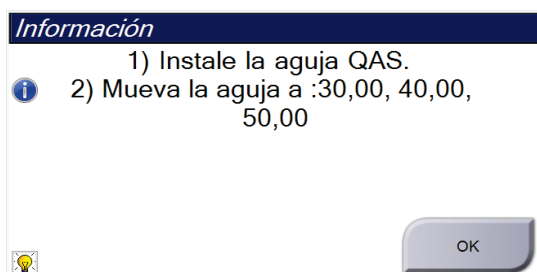 Información
1) Instale la aguja QAS.
2) Mueva la aguja a :30,00, 40,00,
50,00
OK